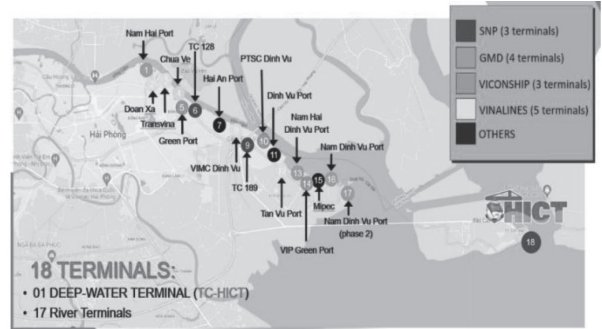 Nam Hai Port
TC 128
Chua Ve
PTSC Dinh Vu
Hai An Port
Dinh Vu Port
Nam Hai
Dinh Vu Port
Nam Dinh Vu Port
Doan Xa
Transvina
Green Port
VIMC Dinh Vu
TC 189
Tan Vu Port
VIP Green Port
Mipec
Nam Dinh Vu Port
(phase 2)
1
5
6
7
9
10
11
13
15
16
17
18
Hải Phòng
HICT
SNP (3 terminals)
GMD (4 terminals)
VICONSHIP (3 terminals)
VINALINES (5 terminals)
OTHERS
18 TERMINALS:
• 01 DEEP-WATER TERMINAL (TC-HICT)
• 17 River Terminals